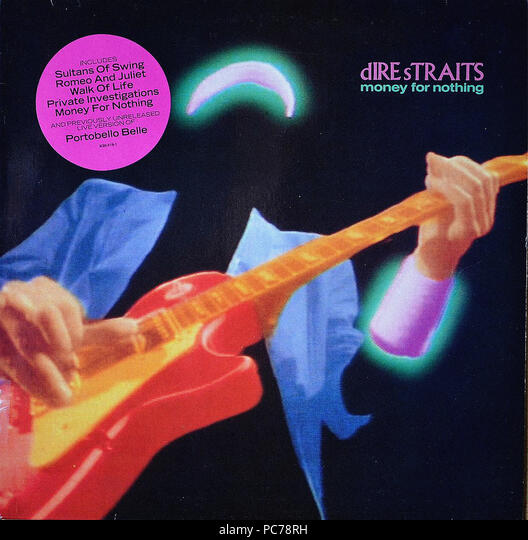 INCLUDES
Sultans Of Swing
Romeo And Juliet
Walk Of Life
Private Investigations
Money For Nothing
AND PREVIOUSLY UNRELEASED
LIVE VERSION OF
Portobello Belle
dIRE sTRAITS
money for nothing
alamy - PC78RH